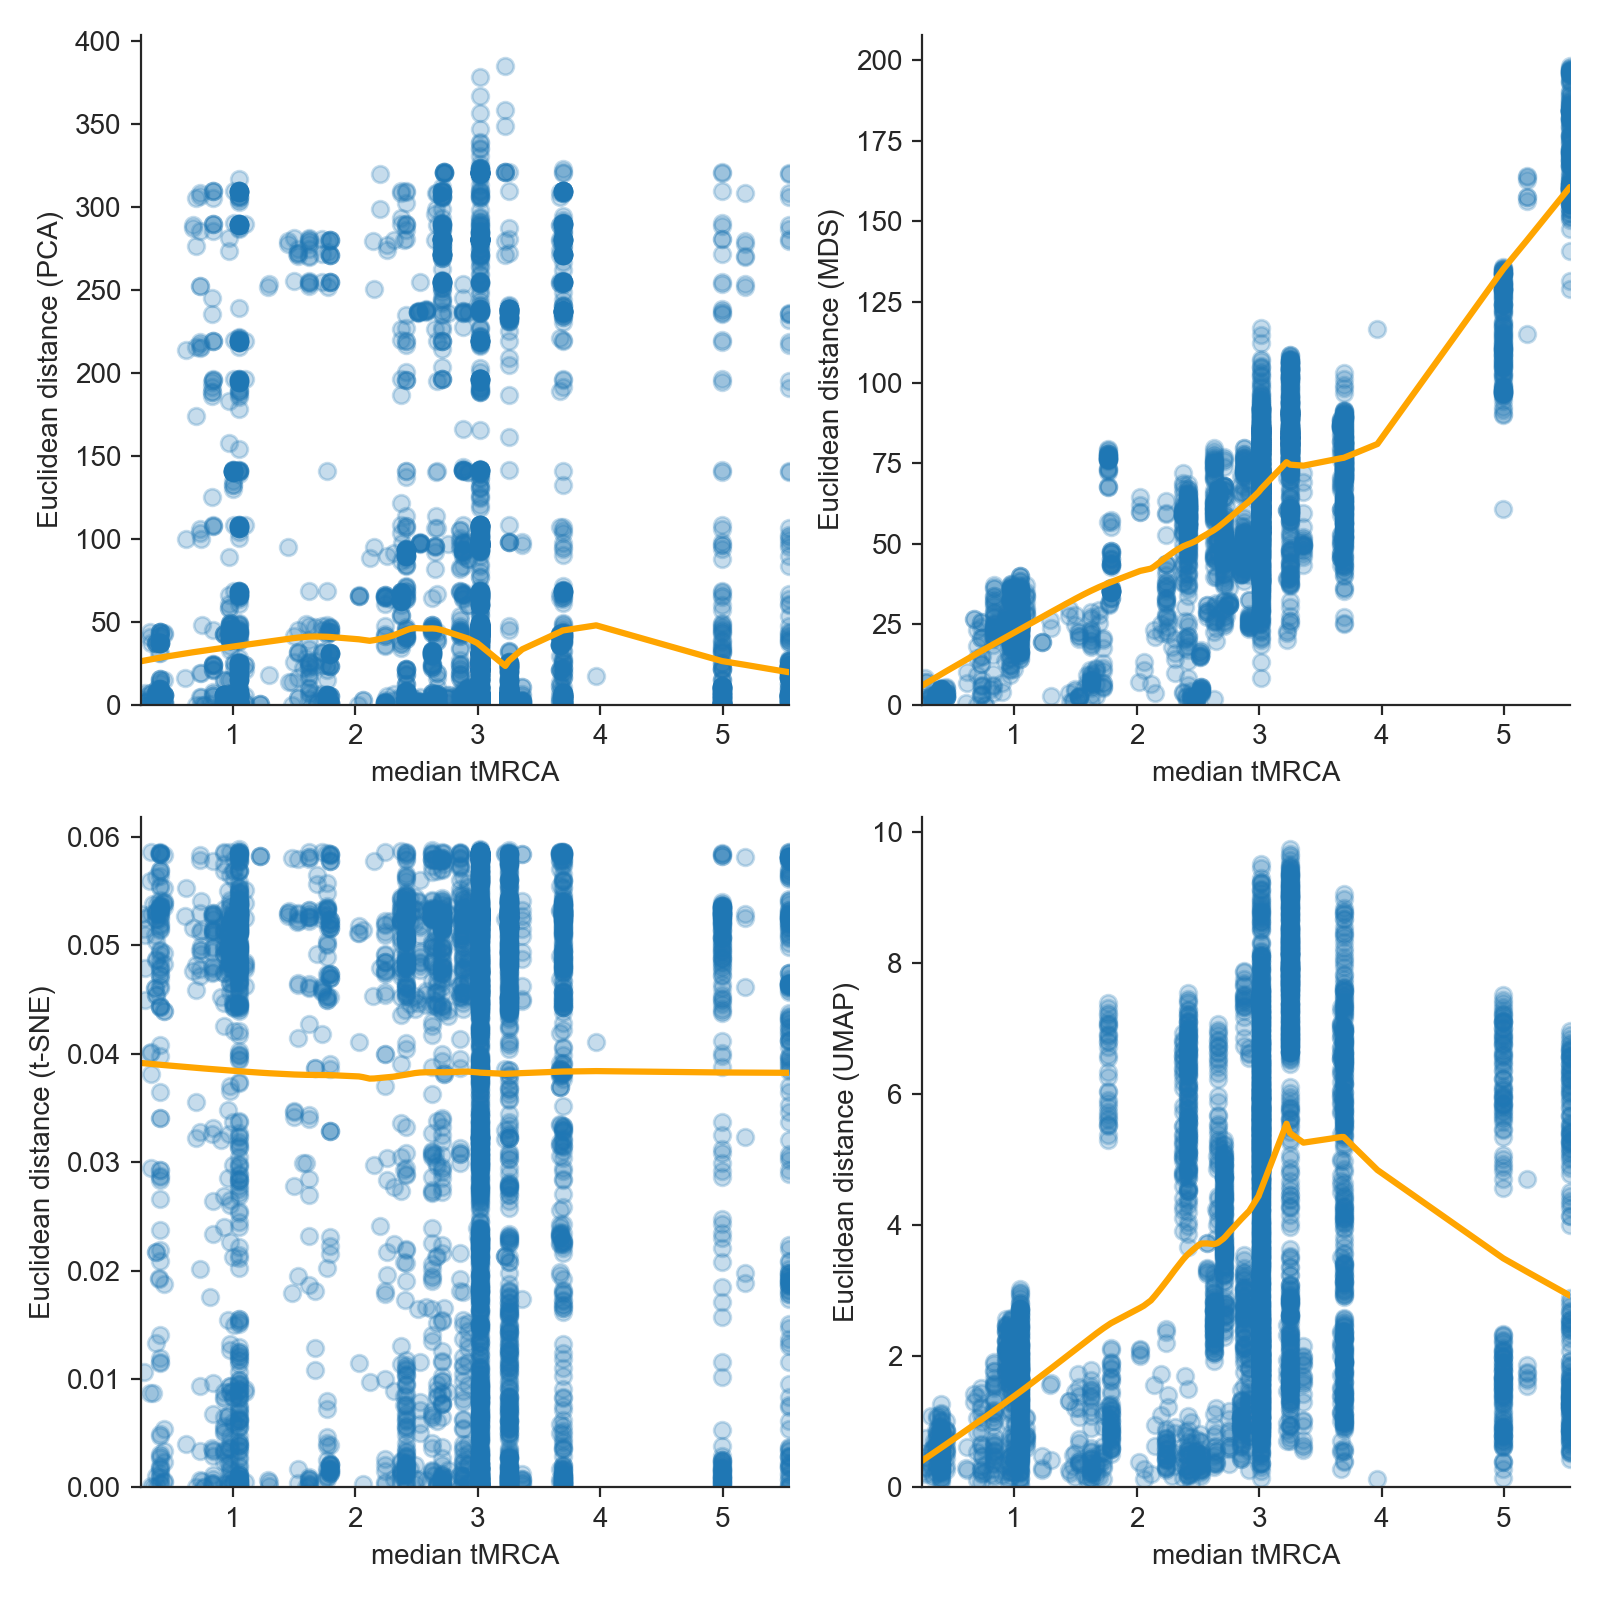 400
350
300
250
200
150
100
50
0
Euclidean distance (PCA)
1 2 3 4 5
median tMRCA
200
175
150
125
100
75
50
25
0
Euclidean distance (MDS)
1 2 3 4 5
median tMRCA
0.06
0.05
0.04
0.03
0.02
0.01
0.00
Euclidean distance (t-SNE)
1 2 3 4 5
median tMRCA
10
8
6
4
2
0
Euclidean distance (UMAP)
1 2 3 4 5
median tMRCA